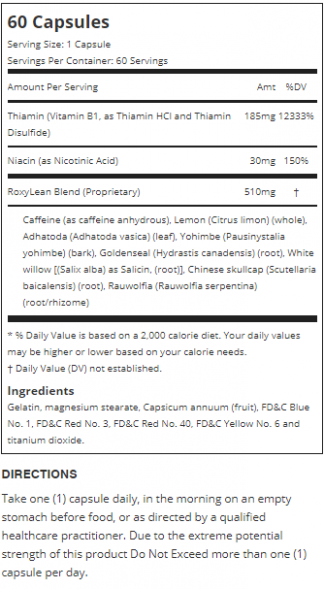 60 Capsules
Serving Size: 1 Capsule
Servings Per Container: 60 Servings
Amount Per Serving Amt %DV
Thiamin (Vitamin B1, as Thiamin HCl and Thiamin 185mg 12333%
Disulfide)
Niacin (as Nicotinic Acid) 30mg 150%
RoxyLean Blend (Proprietary) 510mg †
Caffeine (as caffeine anhydrous), Lemon (Citrus limon) (whole),
Adhatoda (Adhatoda vasica) (leaf), Yohimbe (Pausinystalia
yohimbe) (bark), Goldenseal (Hydrastis canadensis) (root), White
willow [(Salix alba) as Salicin, (root)], Chinese skullcap (Scutellaria
baicalensis) (root), Rauwolfia (Rauwolfia serpentina)
(root/rhizome)
* % Daily Value is based on a 2,000 calorie diet. Your daily values
may be higher or lower based on your calorie needs.
† Daily Value (DV) not established.
Ingredients
Gelatin, magnesium stearate, Capsicum annuum (fruit), FD&C Blue
No. 1, FD&C Red No. 3, FD&C Red No. 40, FD&C Yellow No. 6 and
titanium dioxide.
DIRECTIONS
Take one (1) capsule daily, in the morning on an empty
stomach before food, or as directed by a qualified
healthcare practitioner. Due to the extreme potential
strength of this product Do Not Exceed more than one (1)
capsule per day.